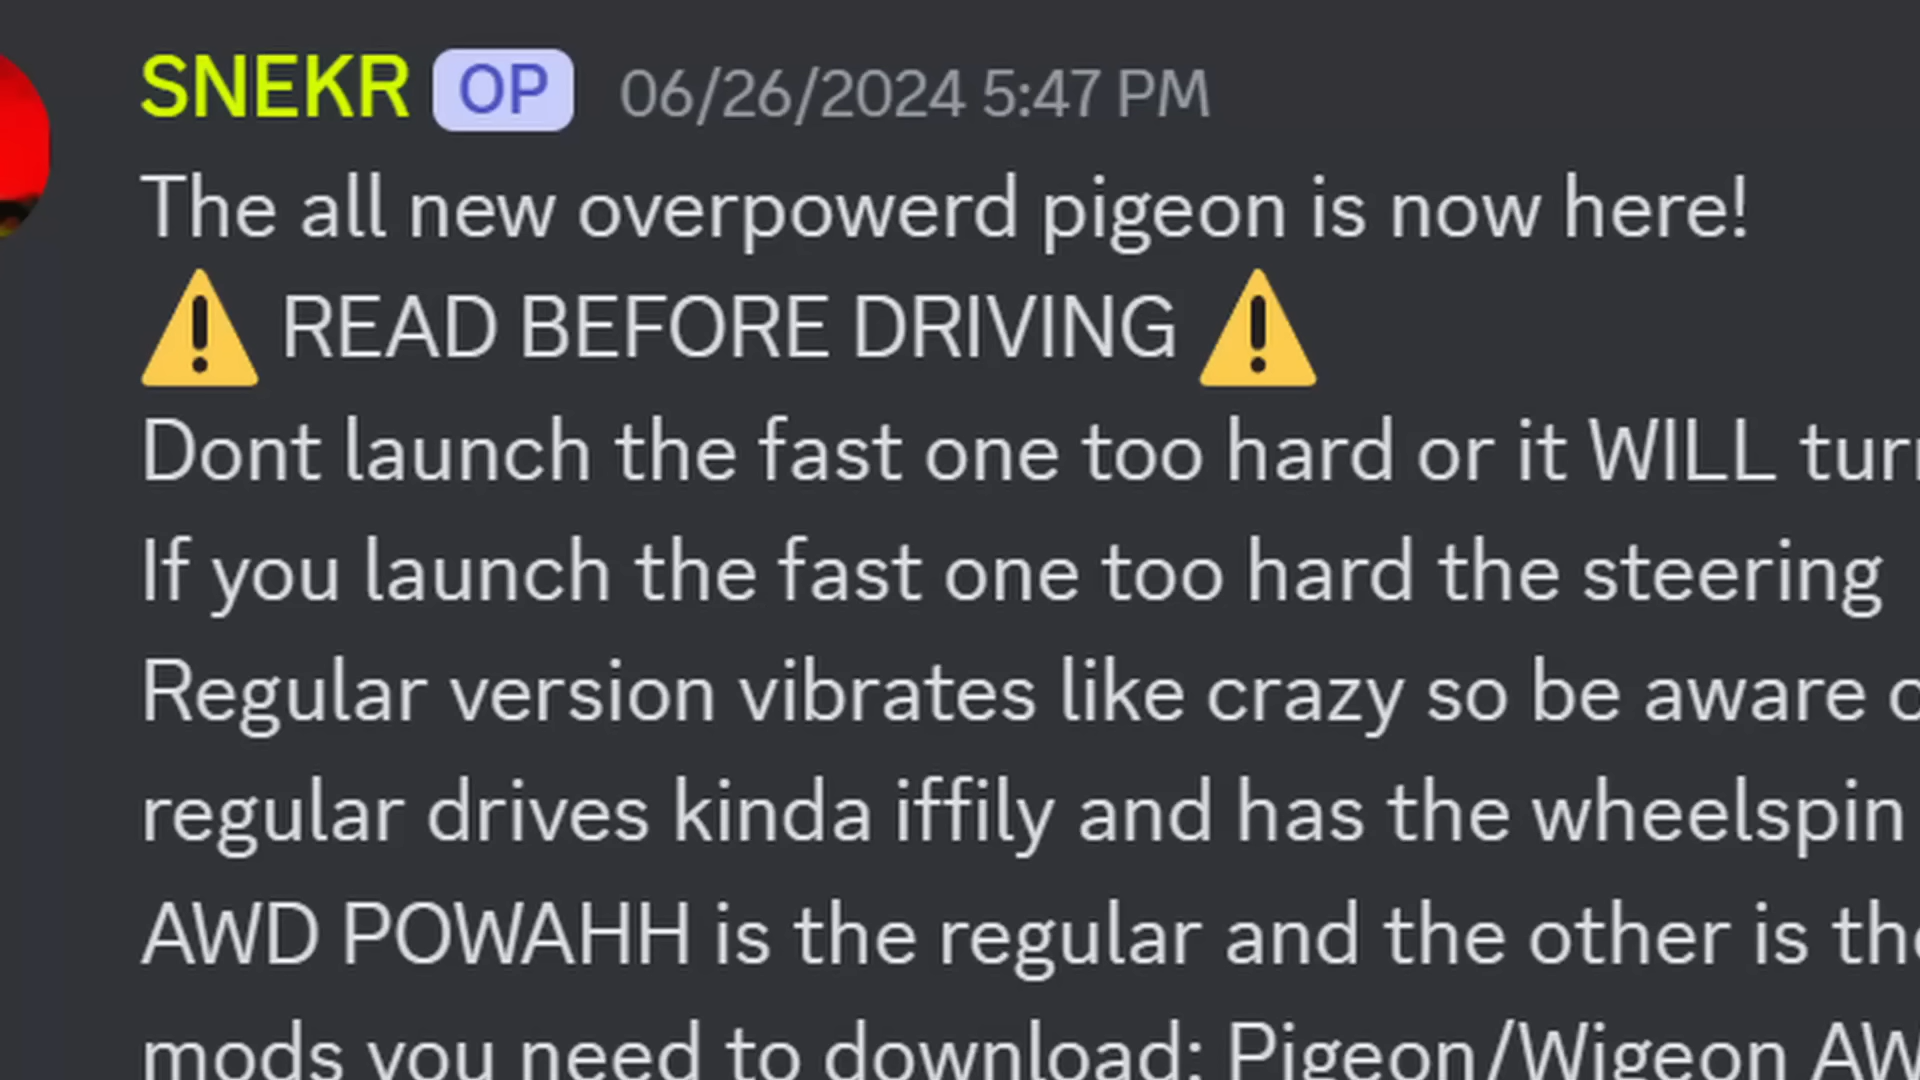 SNEKR OP 06/26/2024 5:47 PM
The all new overpowerd pigeon is now here!
⚠️ READ BEFORE DRIVING ⚠️
Dont launch the fast one too hard or it WILL
If you launch the fast one too hard the steering
Regular version vibrates like crazy so be aware
regular drives kinda iffily and has the wheelspin
AWD POWAHH is the regular and the other is
mods you need to download: Pigeon/Wigeon